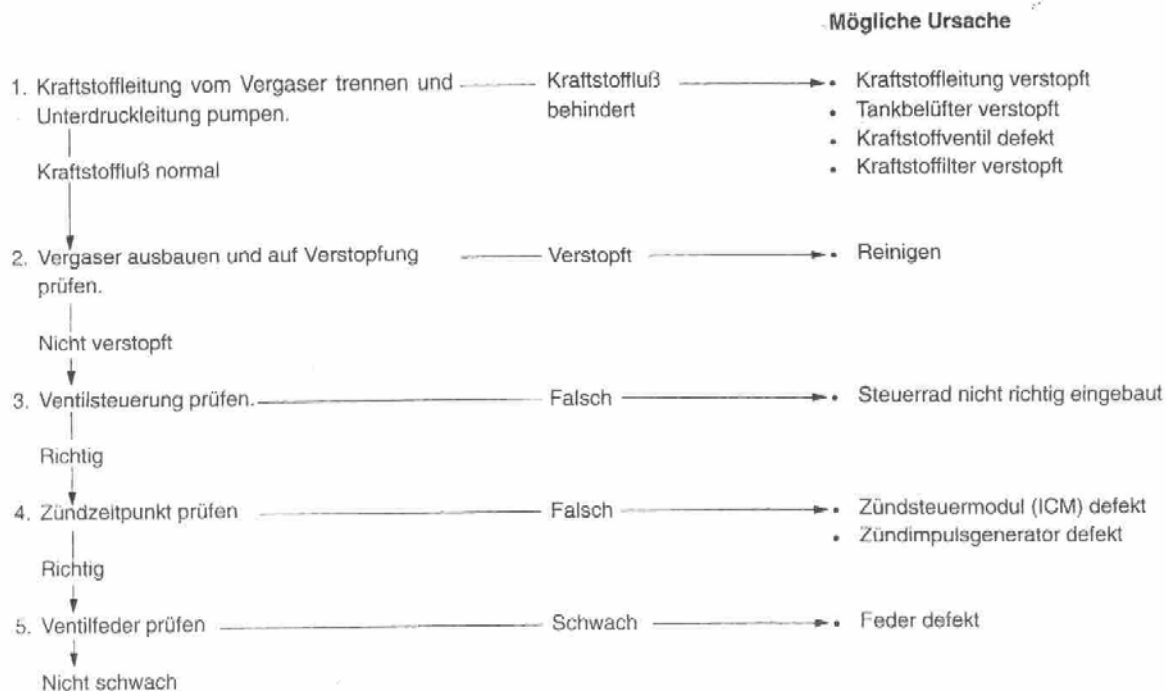 Mögliche Ursache
1. Kraftstoffleitung vom Vergaser trennen und
Unterdruckleitung pumpen.
Kraftstoffluß
behindert
• Kraftstoffleitung verstopft
• Tankbelüfter verstopft
• Kraftstoffventil defekt
• Kraftstoffilter verstopft
Kraftstoffluß normal
2. Vergaser ausbauen und auf Verstopfung
prüfen.
Verstopft
• Reinigen
Nicht verstopft
3. Ventilsteuerung prüfen.
Falsch
• Steuerrad nicht richtig eingebaut
Richtig
4. Zündzeitpunkt prüfen
Falsch
• Zündsteuermodul (ICM) defekt
• Zündimpulsgenerator defekt
Richtig
5. Ventilfeder prüfen
Schwach
• Feder defekt
Nicht schwach